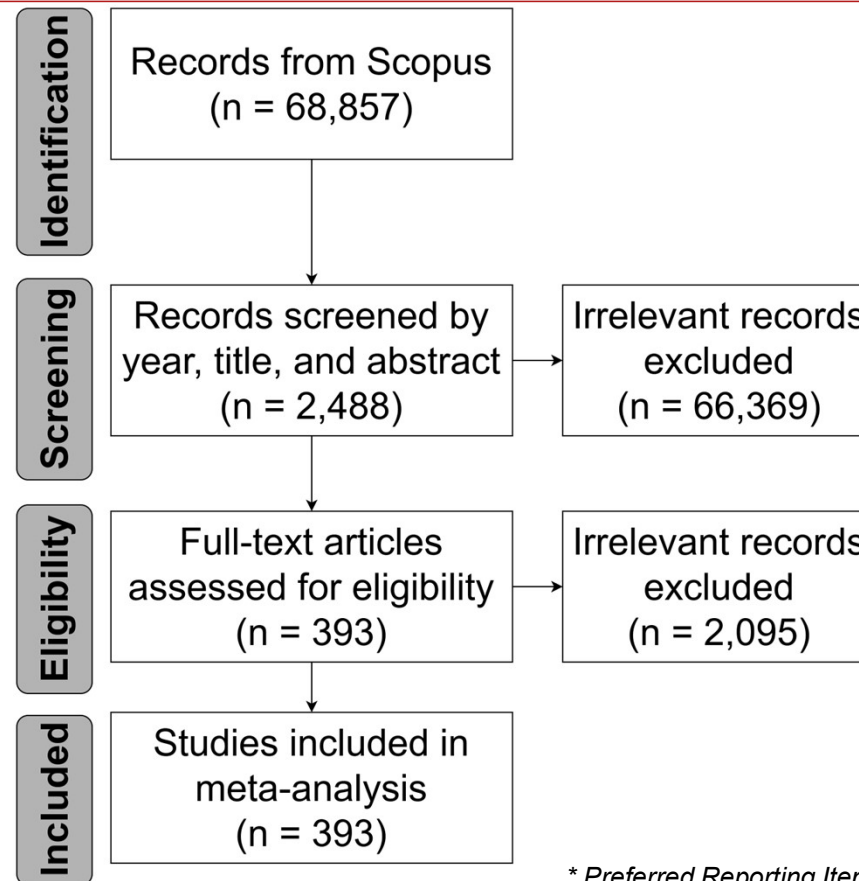 Identification
Records from Scopus
(n = 68,857)
Screening
Records screened by
year, title, and abstract
(n = 2,488)
Irrelevant records
excluded
(n = 66,369)
Eligibility
Full-text articles
assessed for eligibility
(n = 393)
Irrelevant records
excluded
(n = 2,095)
Included
Studies included in
meta-analysis
(n = 393)
* Preferred Reporting